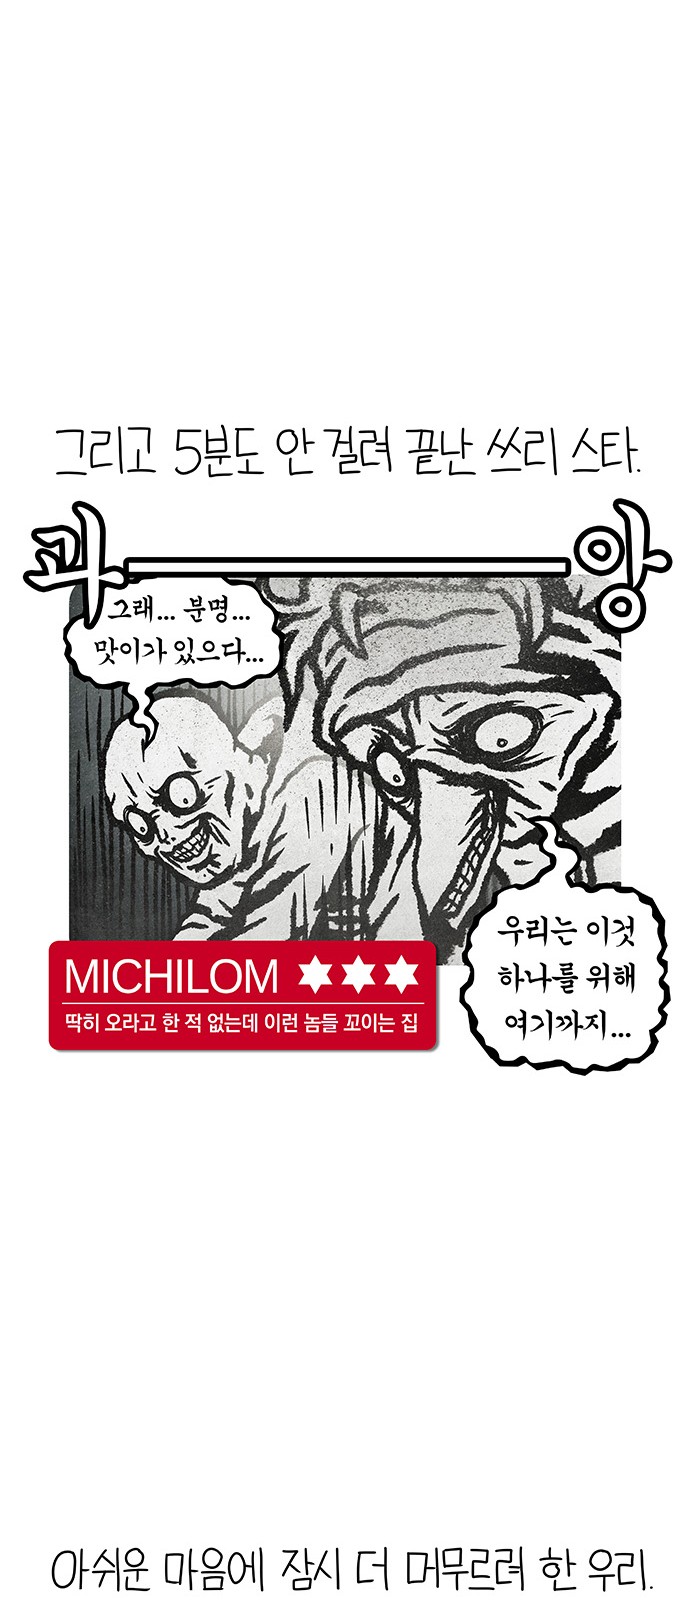 그리고 5분도 안 걸려 끝난 쓰리 스타.
콰앙
그래... 분명...
맛이가 있으다...
우리는 이것
하나를 위해
여기까지...
MICHILOM
딱히 오라고 한 적 없는데 이런 놈들 꼬이는 집
아쉬운 마음에 잠시 더 머무르려 한 우리.